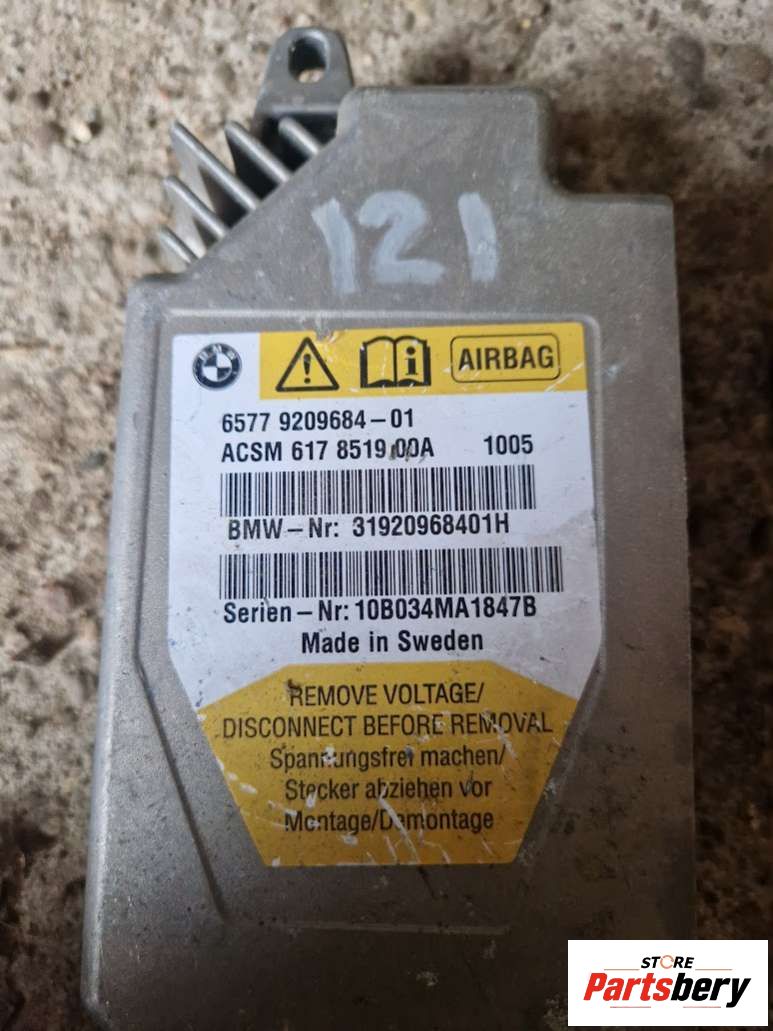 121
BMW
AIRBAG
6577 9209684-01
ACSM 617 8519 00A 1005
BMW-Nr: 31920968401H
Serien-Nr: 10B034MA1847B
Made in Sweden
REMOVE VOLTAGE/
DISCONNECT BEFORE REMOVAL
Spannungsfrei machen/
Stecker abziehen vor
Montage/Demontage
STORE
Partsbery